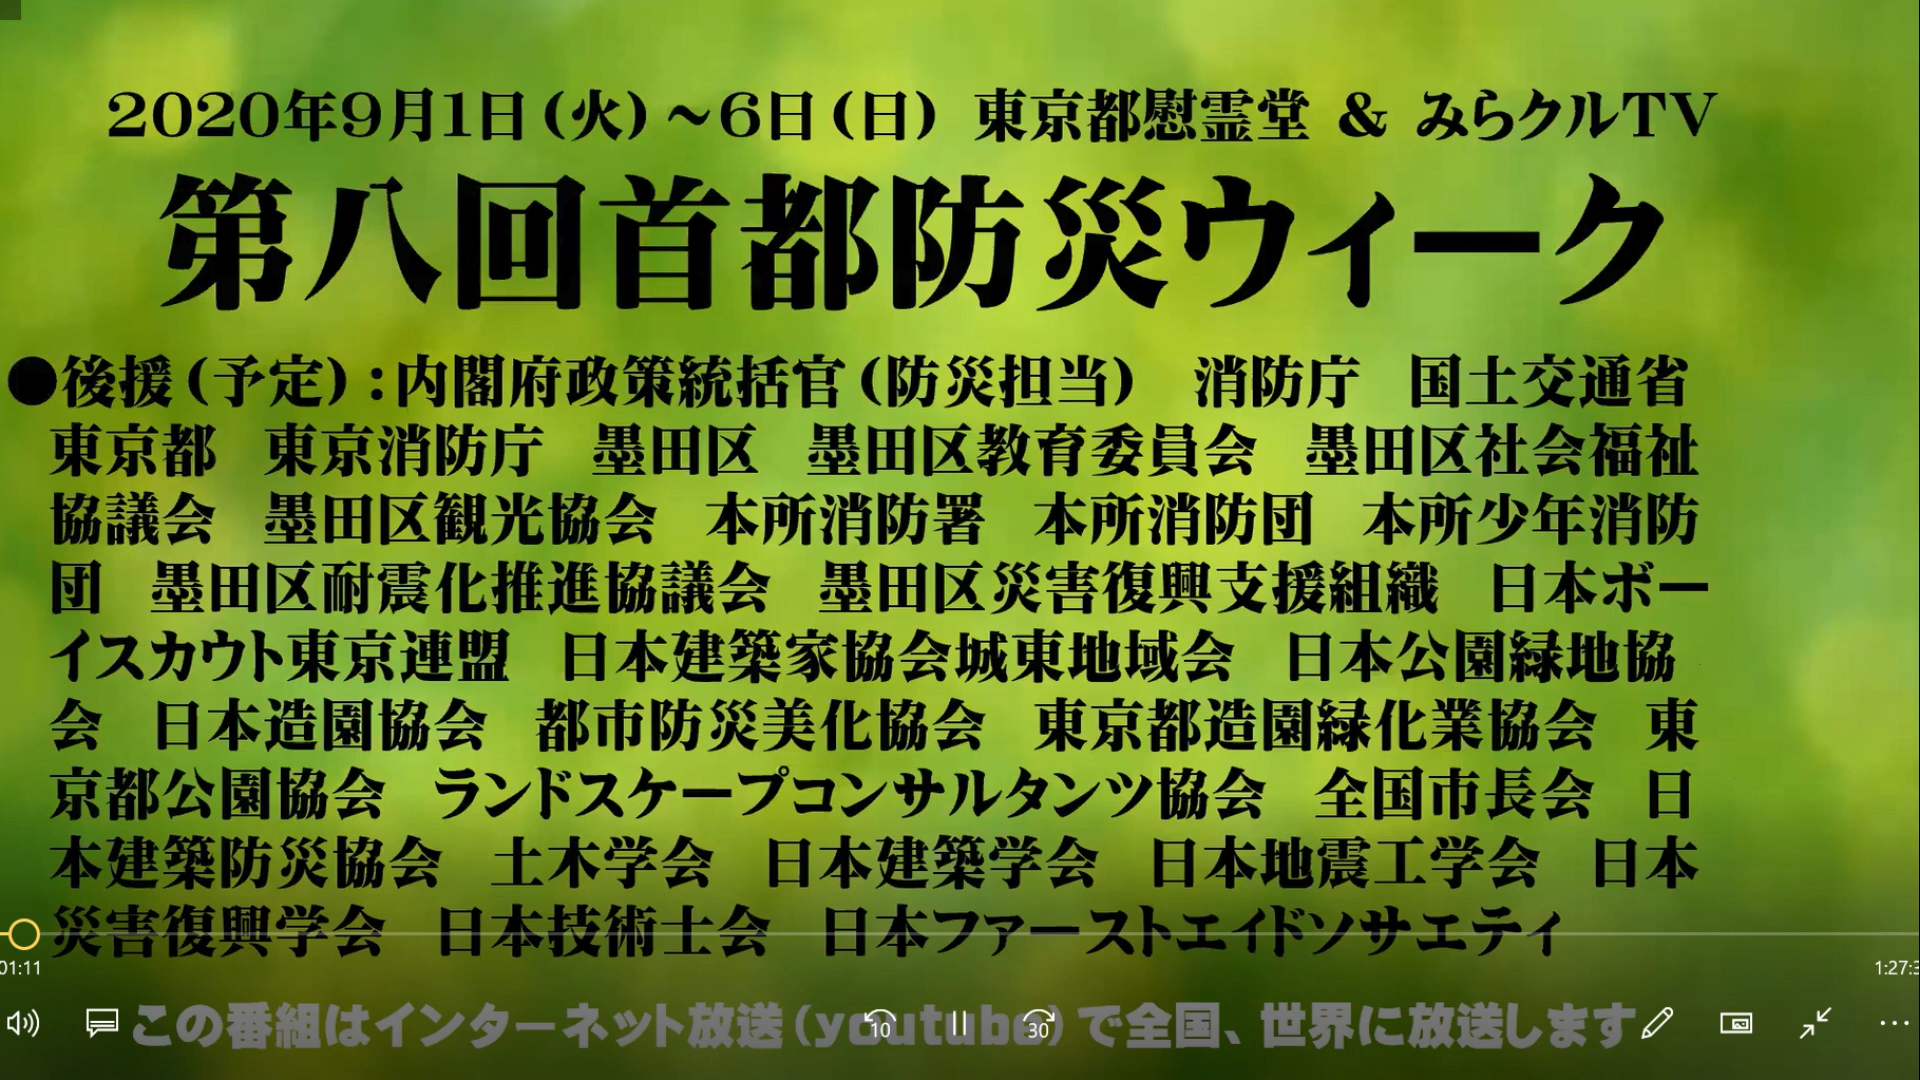 2020年9月1日(火)～6日(日) 東京都慰霊堂 & みらクルTV
第八回首都防災ウィーク
●後援(予定):内閣府政策統括官(防災担当) 消防庁 国土交通省
東京都 東京消防庁 墨田区 墨田区教育委員会 墨田区社会福祉
協議会 墨田区観光協会 本所消防署 本所消防団 本所少年消防
団 墨田区耐震化推進協議会 墨田区災害復興支援組織 日本ボー
イスカウト東京連盟 日本建築家協会城東地域会 日本公園緑地協
会 日本造園協会 都市防災美化協会 東京都造園緑化業協会 東
京都公園協会 ランドスケープコンサルタンツ協会 全国市長会 日
本建築防災協会 土木学会 日本建築学会 日本地震工学会 日本
災害復興学会 日本技術士会 日本ファーストエイドソサエティ
01:11
1:27:3
この番組はインターネット放送(youtube)で全国、世界に放送します
10
30